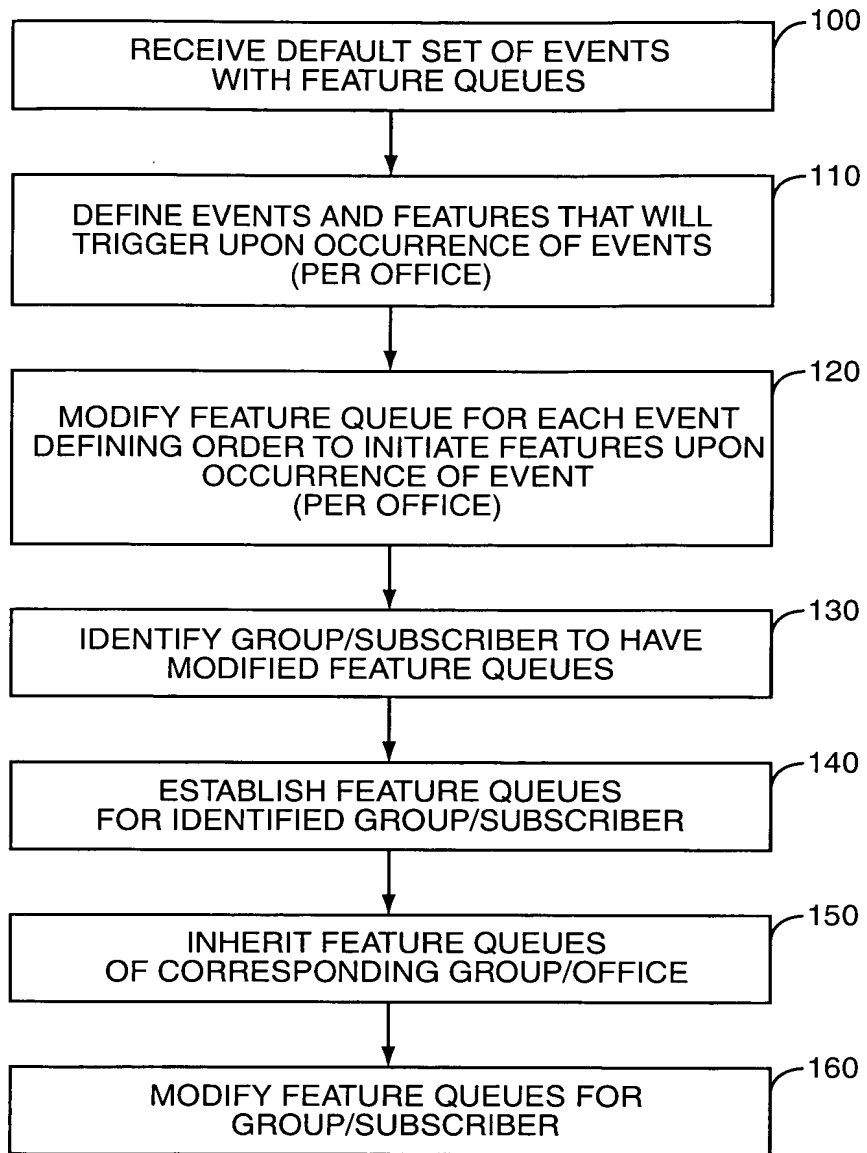 100
RECEIVE DEFAULT SET OF EVENTS
WITH FEATURE QUEUES
110
DEFINE EVENTS AND FEATURES THAT WILL
TRIGGER UPON OCCURRENCE OF EVENTS
(PER OFFICE)
120
MODIFY FEATURE QUEUE FOR EACH EVENT
DEFINING ORDER TO INITIATE FEATURES UPON
OCCURRENCE OF EVENT
(PER OFFICE)
130
IDENTIFY GROUP/SUBSCRIBER TO HAVE
MODIFIED FEATURE QUEUES
140
ESTABLISH FEATURE QUEUES
FOR IDENTIFIED GROUP/SUBSCRIBER
150
INHERIT FEATURE QUEUES
OF CORRESPONDING GROUP/OFFICE
160
MODIFY FEATURE QUEUES FOR
GROUP/SUBSCRIBER